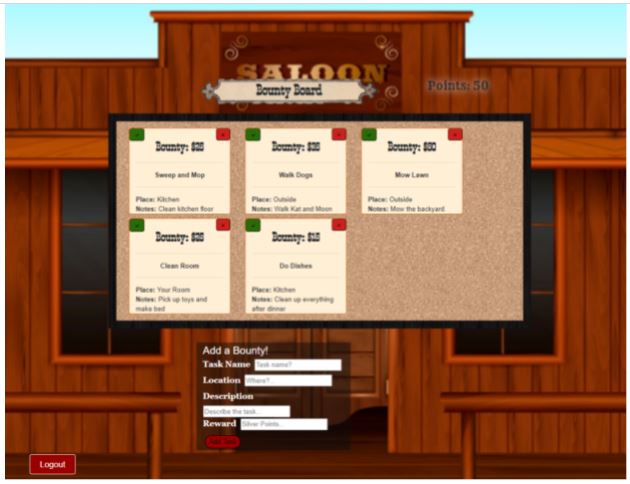 SALOON
Bounty Board
Points: 50
Bounty: $25
Sweep and Mop
Place: Kitchen
Notes: Clean kitchen floor
Bounty: $35
Walk Dogs
Place: Outside
Notes: Walk Kat and Moon
Bounty: $50
Mow Lawn
Place: Outside
Notes: Mow the backyard
Bounty: $25
Clean Room
Place: Your Room
Notes: Pick up toys and
make bed
Bounty: $15
Do Dishes
Place: Kitchen
Notes: Clean up everything
after dinner
Add a Bounty!
Task Name Task name?
Location Where?
Description
Describe the task..
Reward Silver Points..
Add Task
Logout